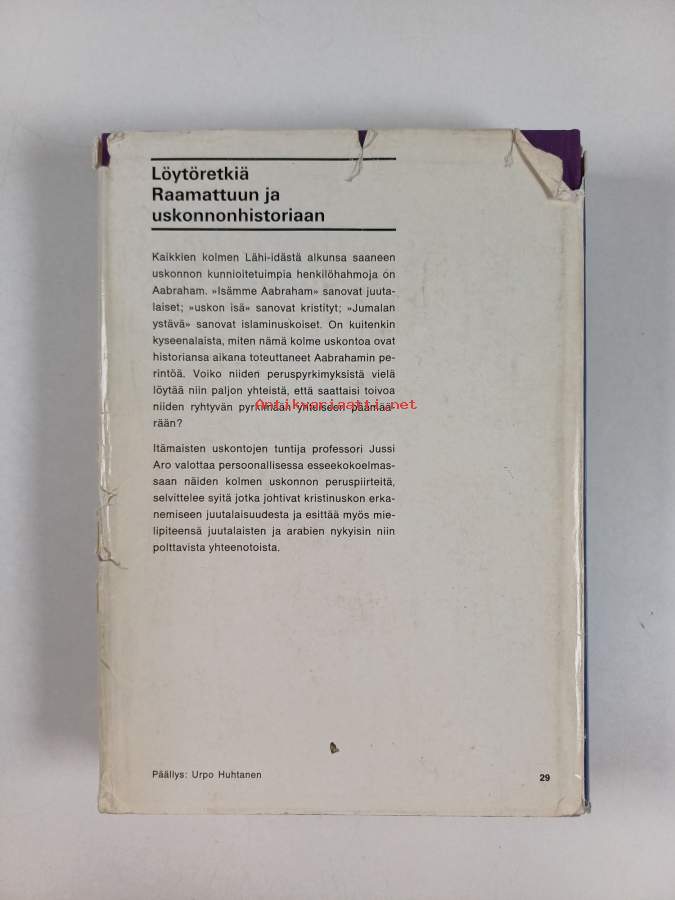 Löytöretkiä
Raamattuun ja
uskonnonhistoriaan
Kaikkien kolmen Lähi-idästä alkunsa saaneen
uskonnon kunnioitetuimpia henkilöhahmoja on
Aabraham. »Isämme Aabraham» sanovat juuta-
laiset; »uskon isä» sanovat kristityt; »Jumalan
ystävä» sanovat islaminuskoiset. On kuitenkin
kyseenalaista, miten nämä kolme uskontoa ovat
historiansa aikana toteuttaneet Aabrahamin pe-
rintöä. Voiko niiden peruspyrkimyksistä vielä
löytää niin paljon yhteistä, että saattaisi toivoa
niiden ryhtyvän pyrkimään yhteiseen päämää-
rään?
Antikvariaatti.net
Itämaisten uskontojen tuntija professori Jussi
Aro valottaa persoonallisessa esseekokoelmas-
saan näiden kolmen uskonnon peruspiirteitä,
selvittelee syitä jotka johtivat kristinuskon erka-
nemiseen juutalaisuudesta ja esittää myös mie-
lipiteensä juutalaisten ja arabien nykyisin niin
polttavista yhteenotoista.
Päällys: Urpo Huhtanen
29